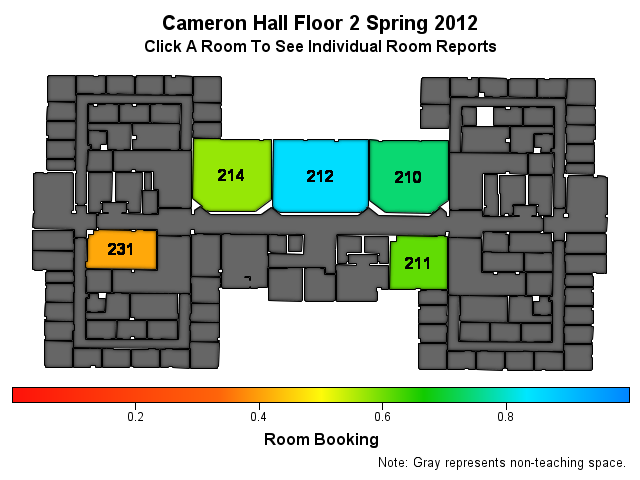 Cameron Hall Floor 2 Spring 2012
Click A Room To See Individual Room Reports
214
212
210
231
211
0.2
0.4
0.6
0.8
Room Booking
Note: Gray represents non-teaching space.